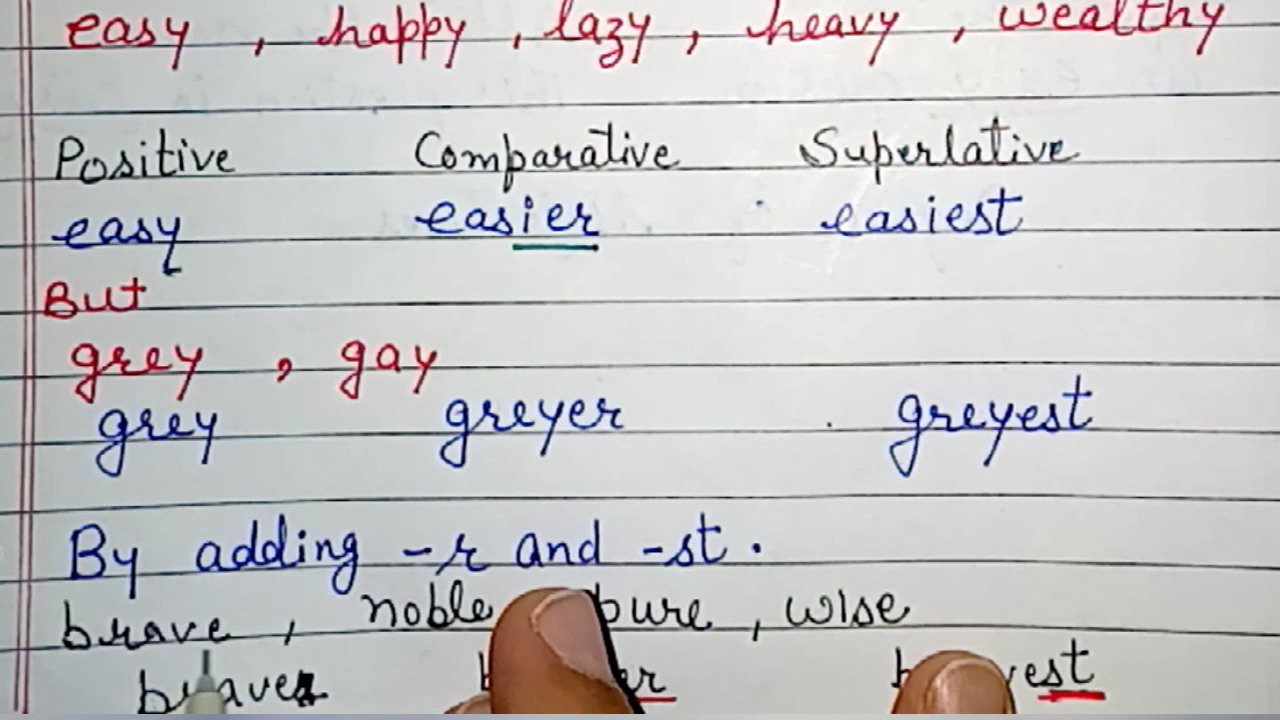 easy , happy , lazy , heavy , wealthy
Positive Comparative Superlative
easy easier easiest
But
grey , gay
grey greyer greyest
By adding -r and -st .
brave , noble pure , wise